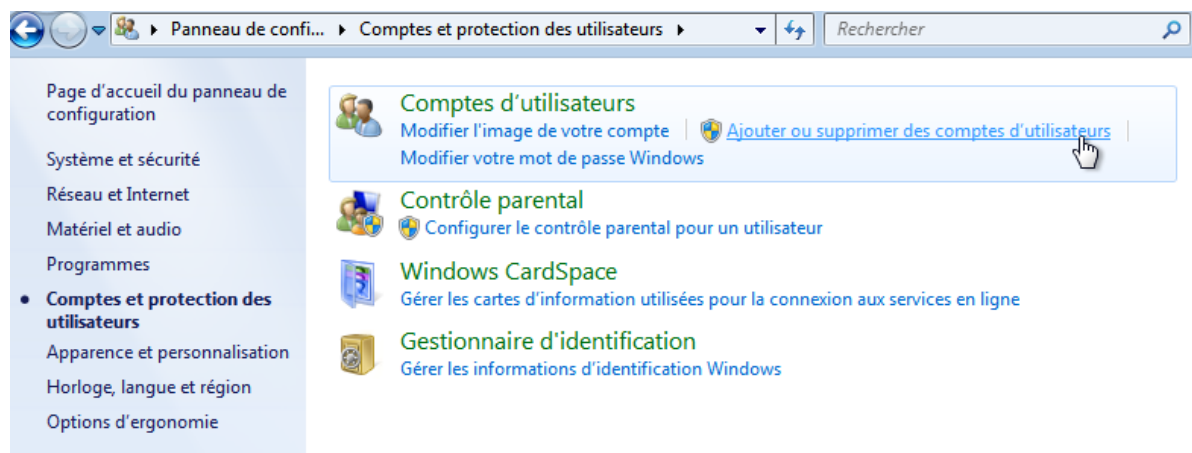 Panneau de confi... Comptes et protection des utilisateurs Rechercher
Page d'accueil du panneau de
configuration
Système et sécurité
Réseau et Internet
Matériel et audio
Programmes
Comptes et protection des
utilisateurs
Apparence et personnalisation
Horloge, langue et région
Options d'ergonomie
Comptes d'utilisateurs
Modifier l'image de votre compte Ajouter ou supprimer des comptes d'utilisateurs
Modifier votre mot de passe Windows
Contrôle parental
Configurer le contrôle parental pour un utilisateur
Windows CardSpace
Gérer les cartes d'information utilisées pour la connexion aux services en ligne
Gestionnaire d'identification
Gérer les informations d'identification Windows